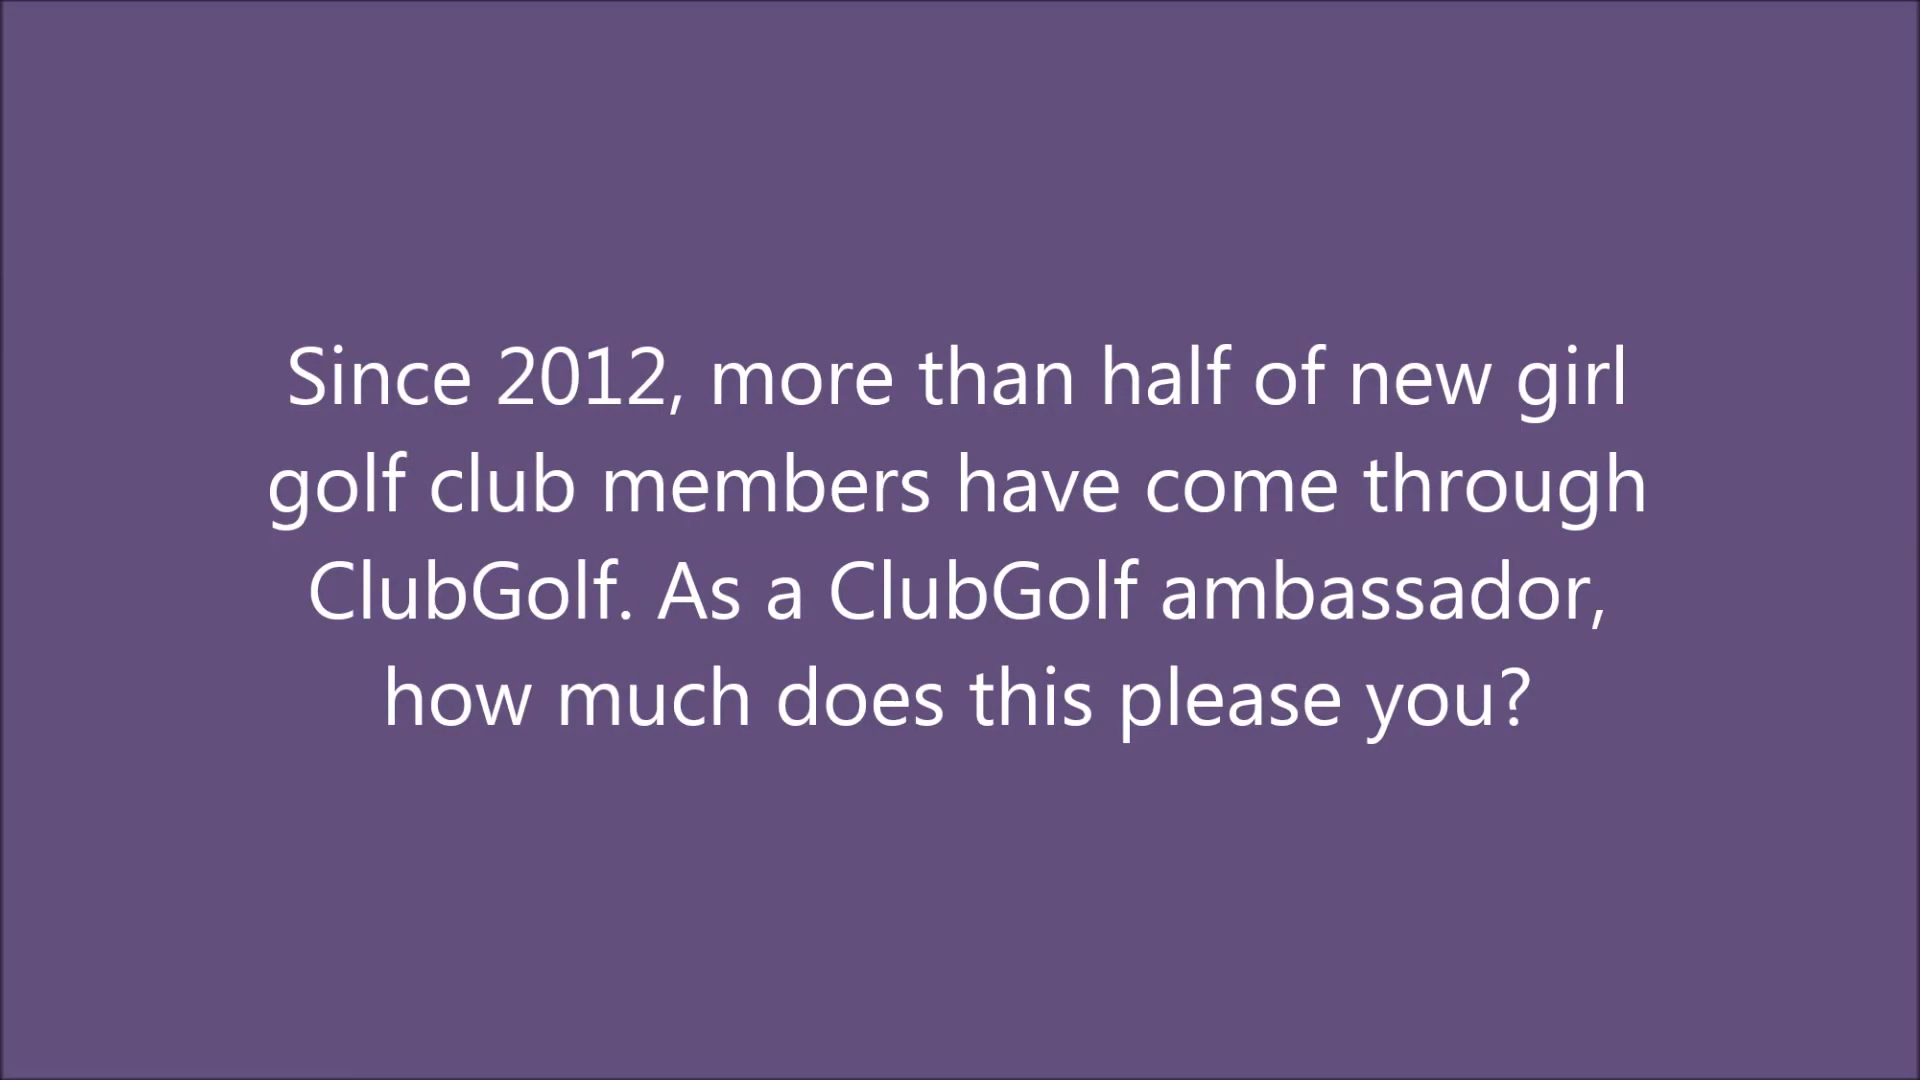 Since 2012, more than half of new girl
golf club members have come through
ClubGolf. As a ClubGolf ambassador,
how much does this please you?